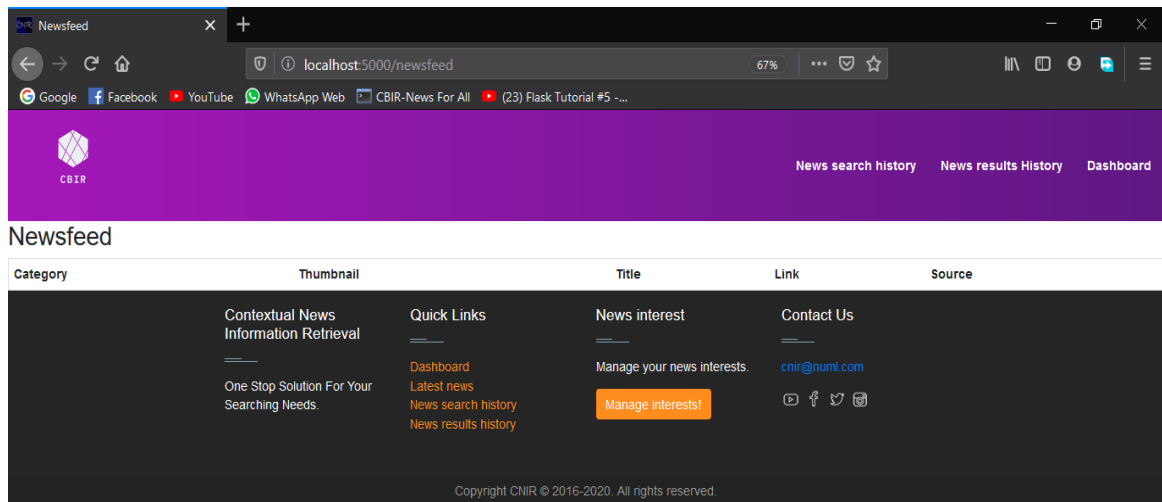 CNIR Newsfeed
localhost:5000/newsfeed 67%
Google Facebook YouTube WhatsApp Web CBIR-News For All (23) Flask Tutorial #5 -...
CBIR
News search history News results History Dashboard
Newsfeed
Category Thumbnail Title Link Source
Contextual News
Information Retrieval
One Stop Solution For Your
Searching Needs.
Quick Links
Dashboard
Latest news
News search history
News results history
News interest
Manage your news interests.
Manage interests!
Contact Us
cnir@numl.com
Copyright CNIR © 2016-2020. All rights reserved.